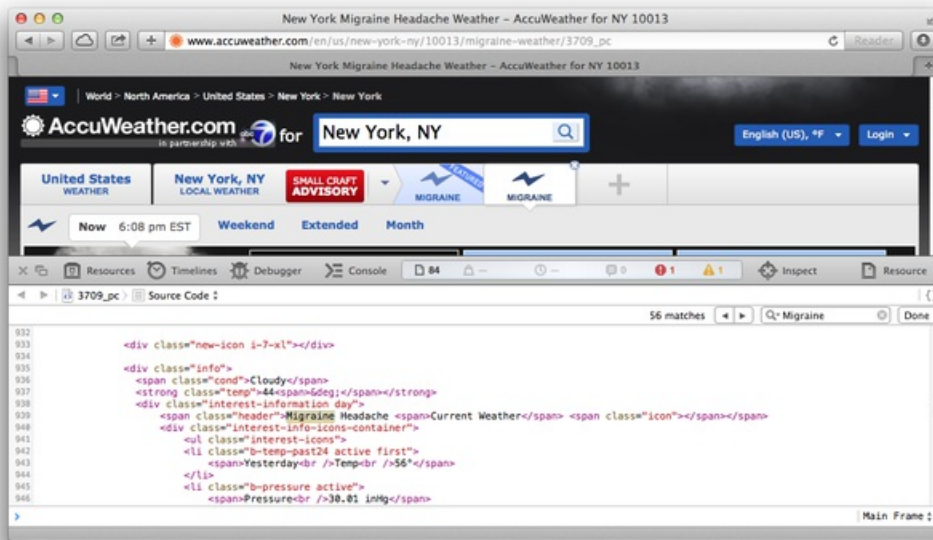 New York Migraine Headache Weather – AccuWeather for NY 10013
www.accuweather.com/en/us/new-york-ny/10013/migraine-weather/3709_pc
Reader
New York Migraine Headache Weather – AccuWeather for NY 10013
World > North America > United States > New York > New York
AccuWeather.com abc 7 for New York, NY
in partnership with
English (US), °F
Login
United States
WEATHER
New York, NY
LOCAL WEATHER
SMALL CRAFT
ADVISORY
FEATURED
MIGRAINE
MIGRAINE
Now 6:08 pm EST Weekend Extended Month
Resources Timelines Debugger Console 84 — — 0 1 1 Inspect Resource
3709_pc Source Code
56 matches Migraine Done
932
933 <div class="new-icon i-7-xl"></div>
934
935 <div class="info">
936 <span class="cond">Cloudy</span>
937 <strong class="temp">44<span>&deg;</span></strong>
938 <div class="interest-information day">
939 <span class="header">Migraine Headache <span>Current Weather</span> <span class="icon"></span></span>
940 <div class="interest-info-icons-container">
941 <ul class="interest-icons">
942 <li class="b-temp-past24 active first">
943 <span>Yesterday<br />Temp<br />56°</span>
944 </li>
945 <li class="b-pressure active">
946 <span>Pressure<br />30.01 inHg</span>
Main Frame